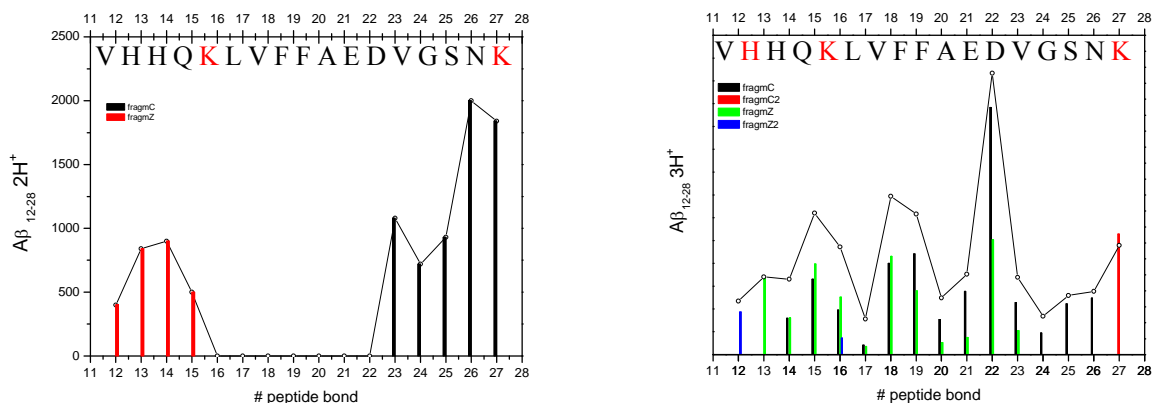 11 12 13 14 15 16 17 18 19 20 21 22 23 24 25 26 27 28
2500
2000
1500
1000
500
0
VHHQKLVFFAEDVGSNK
fragmC
fragmZ
Aβ12-28 2H+
11 12 13 14 15 16 17 18 19 20 21 22 23 24 25 26 27 28
# peptide bond
11 12 13 14 15 16 17 18 19 20 21 22 23 24 25 26 27 28
VHHQKLVFFAEDVGSNK
fragmC
fragmC2
fragmZ
fragmZ2
Aβ12-28 3H+
11 12 13 14 15 16 17 18 19 20 21 22 23 24 25 26 27 28
# peptide bond